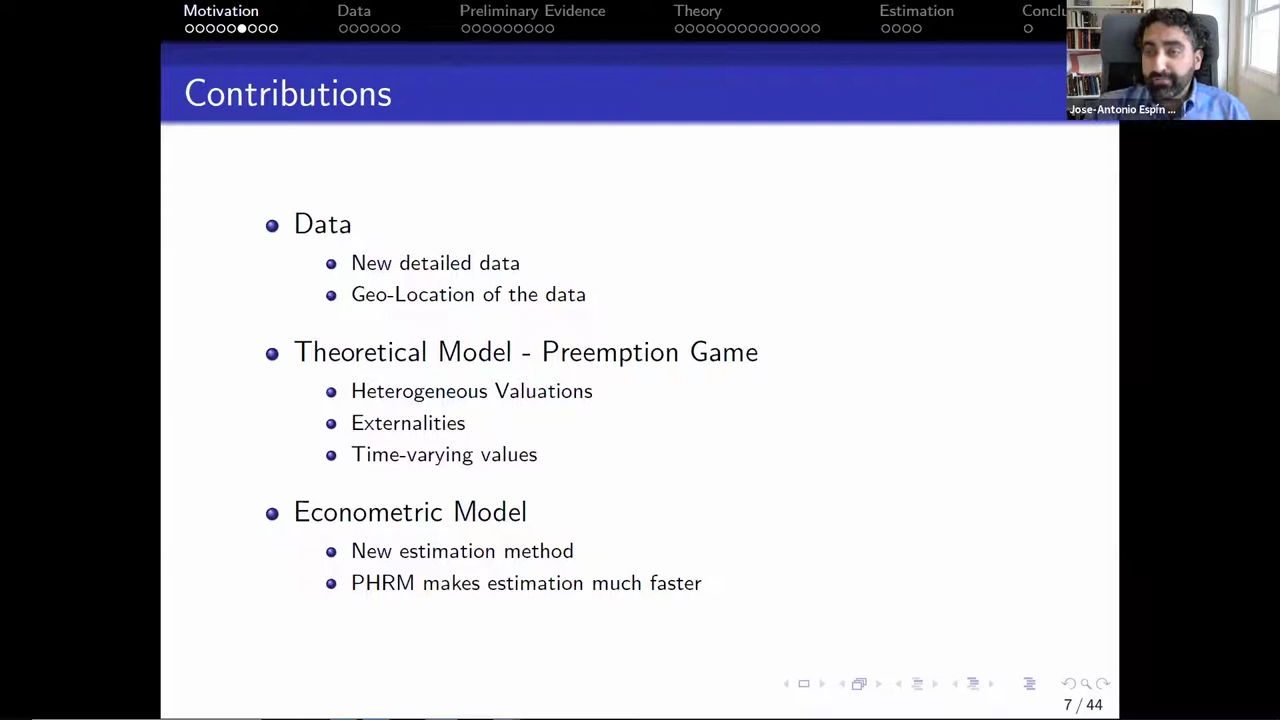 Motivation Data Preliminary Evidence Theory Estimation Conclu
Contributions
Jose-Antonio Espín ...
Data
New detailed data
Geo-Location of the data
Theoretical Model - Preemption Game
Heterogeneous Valuations
Externalities
Time-varying values
Econometric Model
New estimation method
PHRM makes estimation much faster
7 / 44